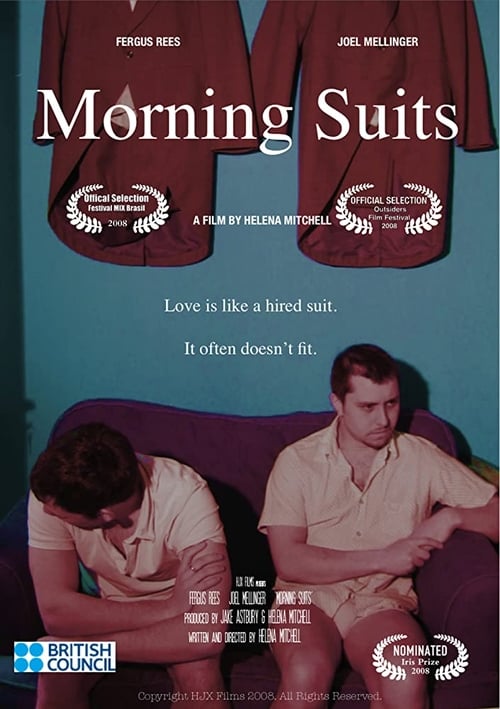 FERGUS REES
JOEL MELLINGER
Morning Suits
Official Selection
Festival MIX Brasil
2008
A FILM BY HELENA MITCHELL
OFFICIAL SELECTION
Outsiders
Film Festival
2008
Love is like a hired suit.
It often doesn't fit.
HJX FILMS PRESENTS
FERGUS REES JOEL MELLINGER 'MORNING SUITS'
PRODUCED BY JAKE ASTBURY & HELENA MITCHELL
WRITTEN AND DIRECTED BY HELENA MITCHELL
BRITISH
COUNCIL
NOMINATED
Iris Prize
2008
Copyright HJX Films 2008. All Rights Reserved.